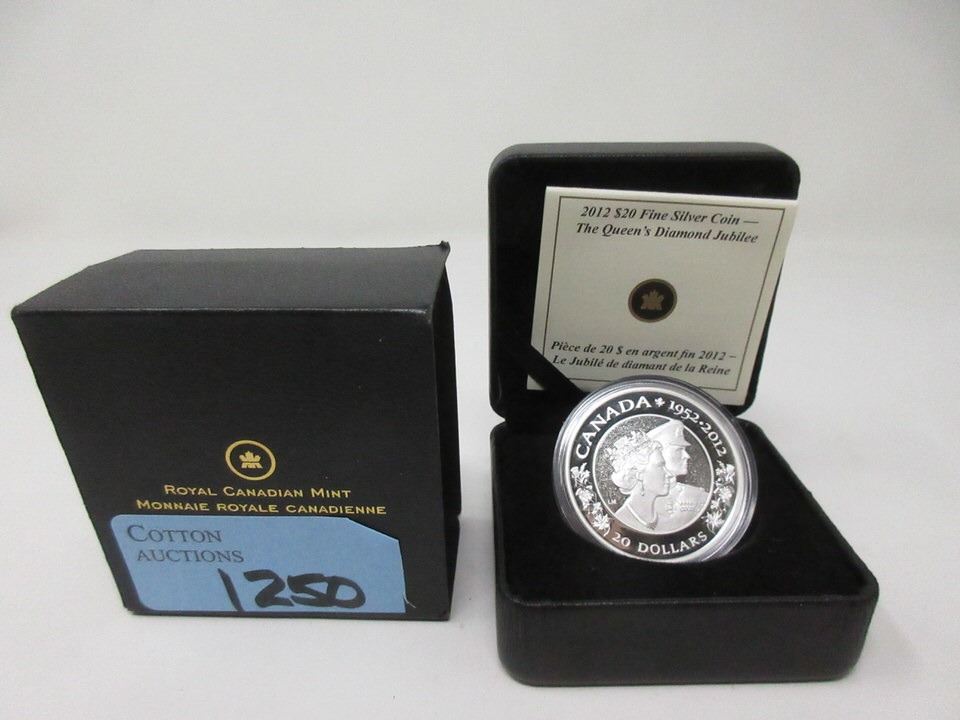 ROYAL CANADIAN MINT
MONNAIE ROYALE CANADIENNE
COTTON
AUCTIONS
1250
2012 $20 Fine Silver Coin —
The Queen's Diamond Jubilee
Pièce de 20 $ en argent fin 2012 –
Le Jubilé de diamant de la Reine
CANADA 1952·2012
20 DOLLARS